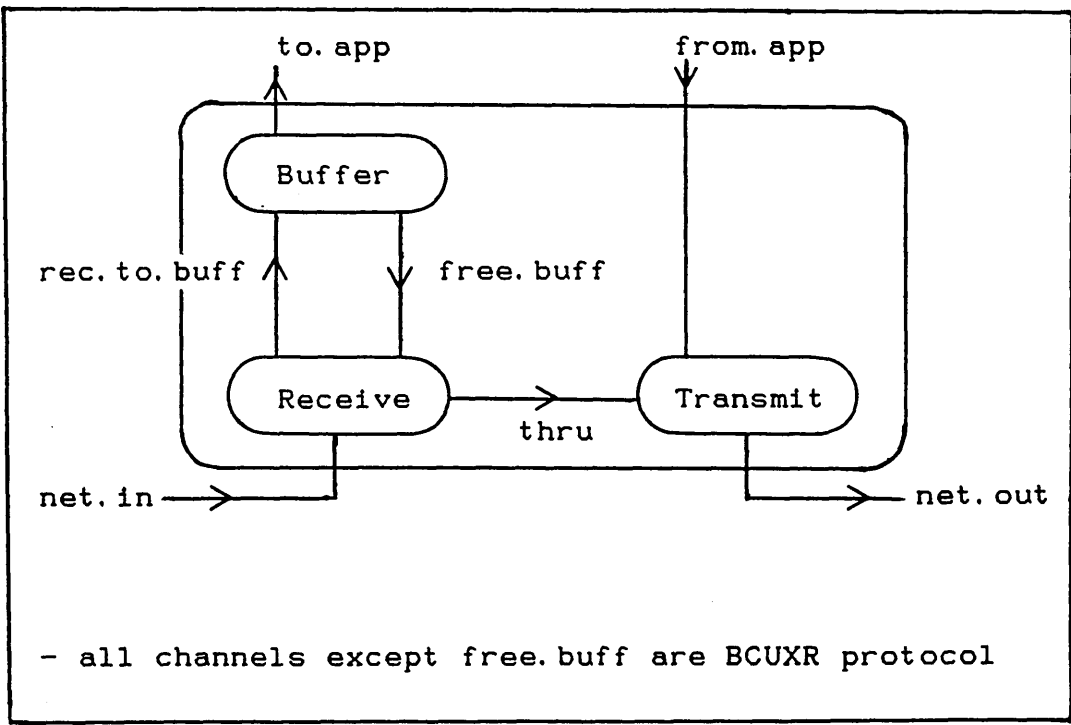 to.app
from.app
Buffer
rec.to.buff
free.buff
Receive
Transmit
thru
net.in
net.out
- all channels except free.buff are BCUXR protocol